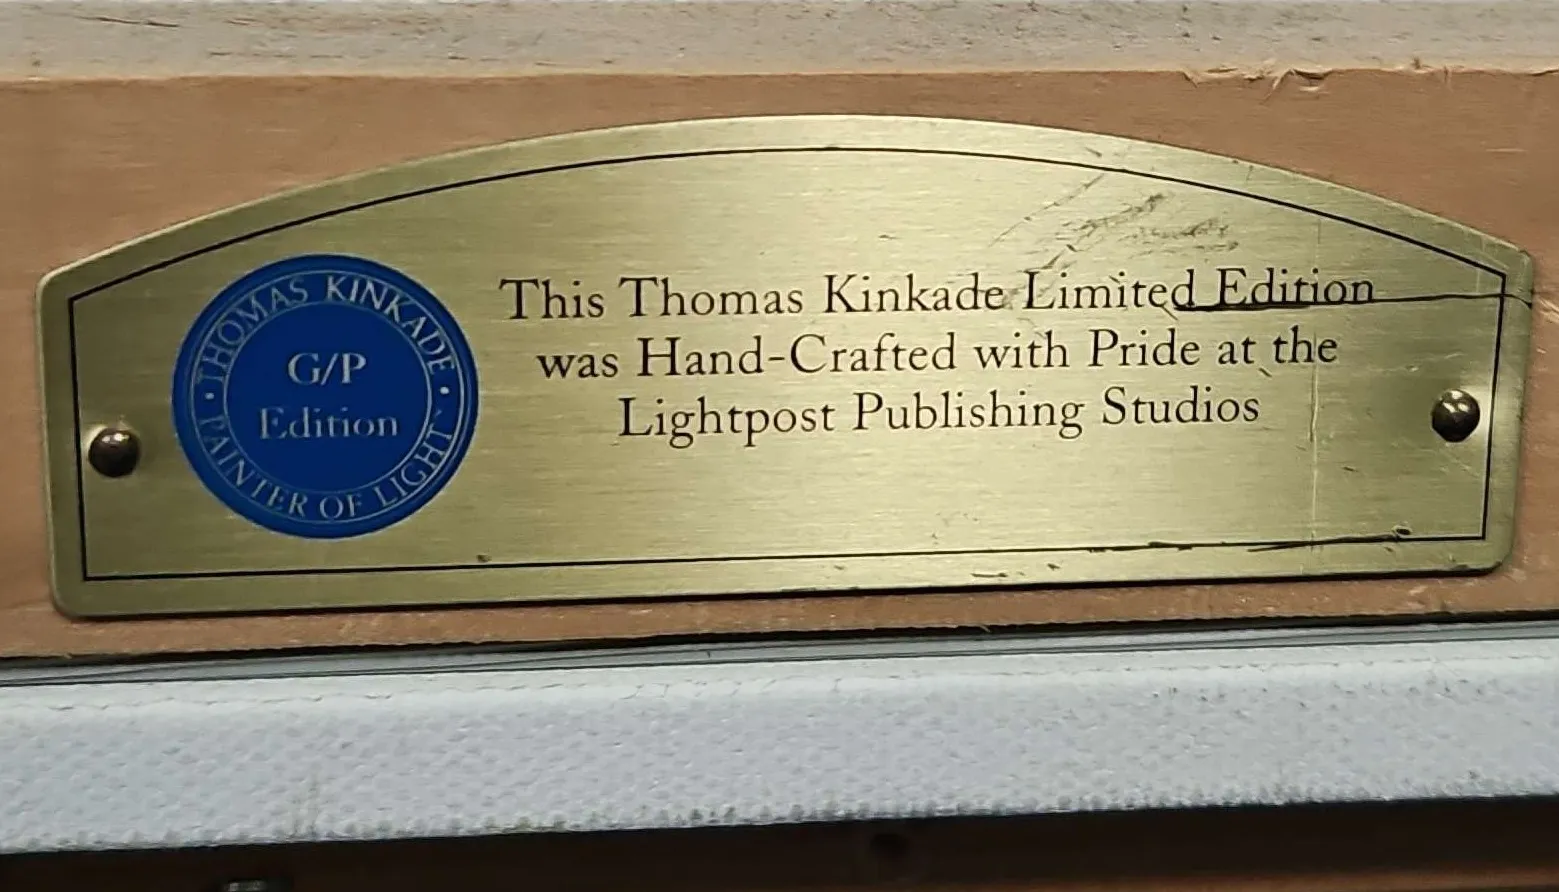 THOMAS KINKADE
G/P
Edition
• PAINTER OF LIGHT •
This Thomas Kinkade Limited Edition
was Hand-Crafted with Pride at the
Lightpost Publishing Studios